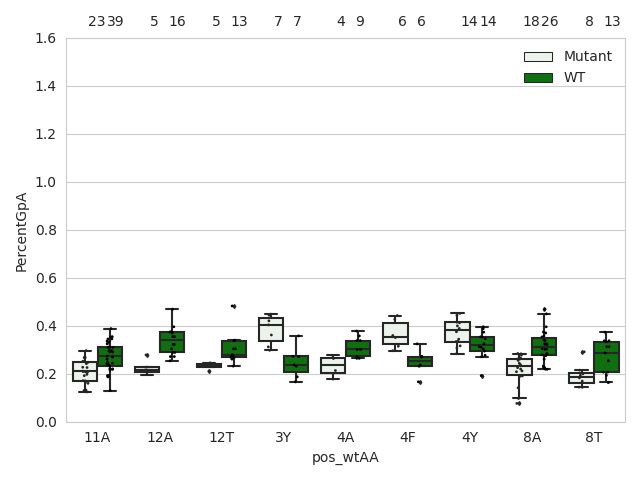 23 39 5 16 5 13 7 7 4 9 6 6 14 14 18 26 8 13
1.6
Mutant
WT
1.4
1.2
1.0
0.8
0.6
0.4
0.2
0.0
PercentGpA
11A 12A 12T 3Y 4A 4F 4Y 8A 8T
pos_wtAA